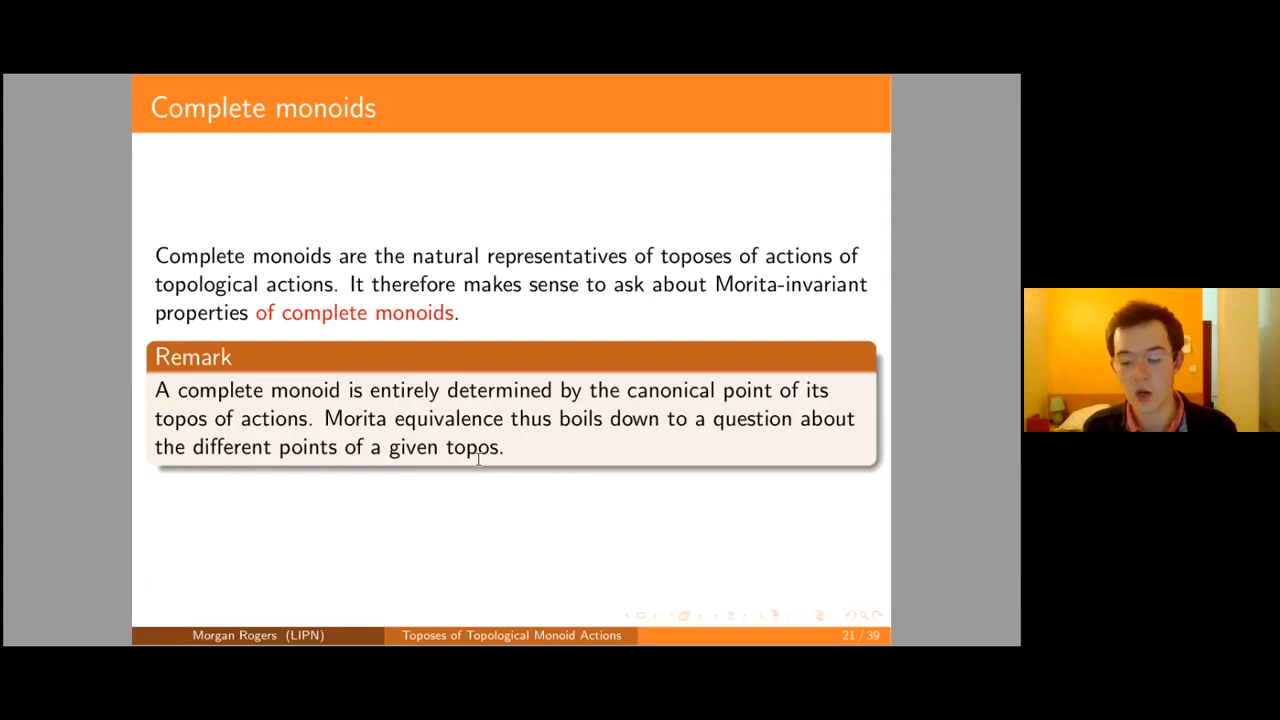 Complete monoids
Complete monoids are the natural representatives of toposes of actions of
topological actions. It therefore makes sense to ask about Morita-invariant
properties of complete monoids.
Remark
A complete monoid is entirely determined by the canonical point of its
topos of actions. Morita equivalence thus boils down to a question about
the different points of a given topos.
Morgan Rogers (LIPN)
Toposes of Topological Monoid Actions
21 / 39